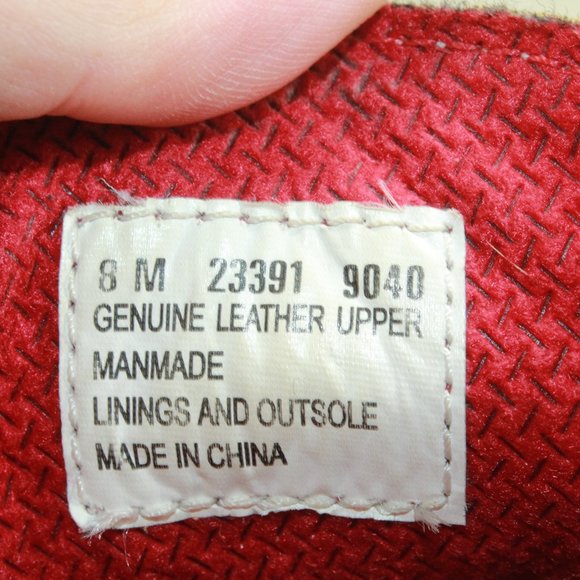 8 M 23391 9040
GENUINE LEATHER UPPER
MANMADE
LININGS AND OUTSOLE
MADE IN CHINA